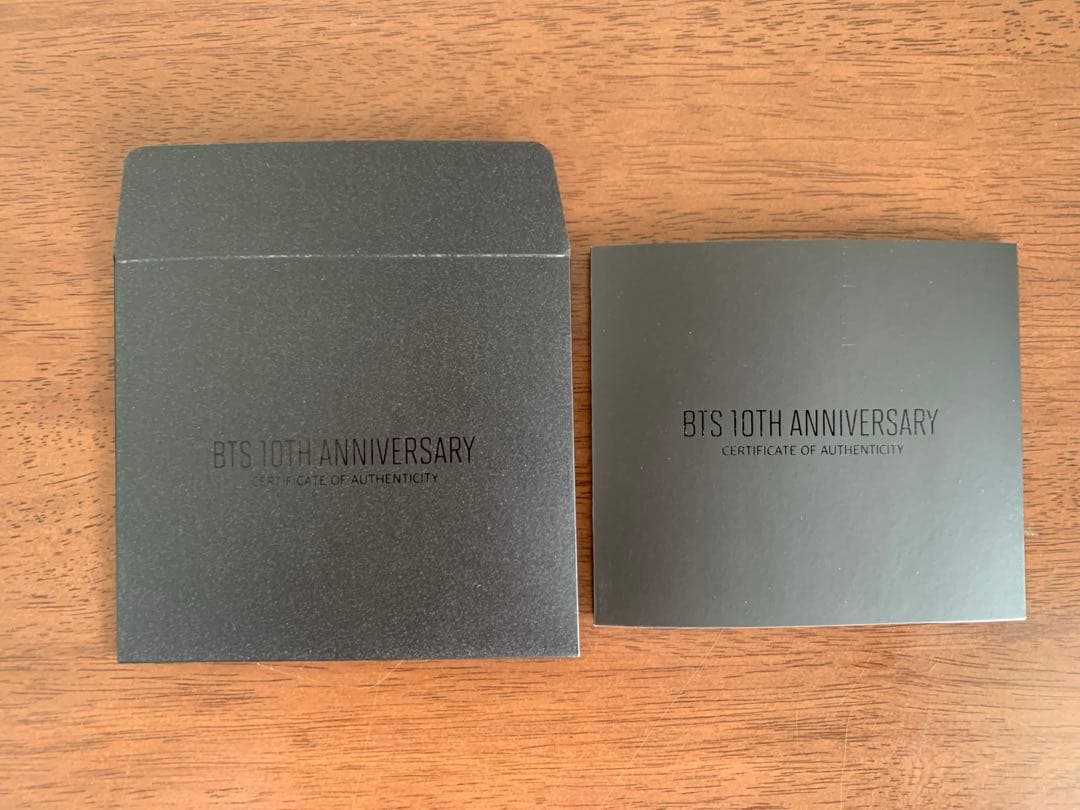 BTS 10TH ANNIVERSARY
CERTIFICATE OF AUTHENTICITY
BTS 10TH ANNIVERSARY
CERTIFICATE OF AUTHENTICITY